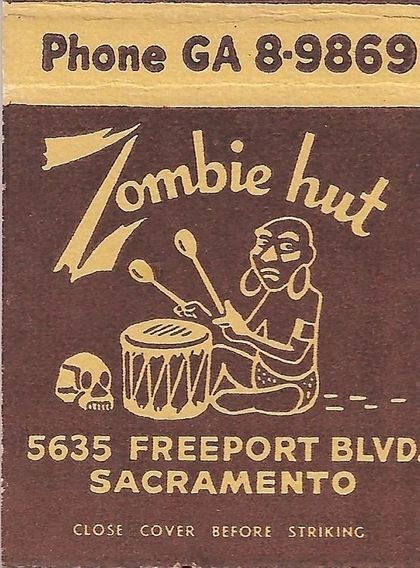 Phone GA 8-9869
Zombie hut
5635 FREEPORT BLVD.
SACRAMENTO
CLOSE COVER BEFORE STRIKING